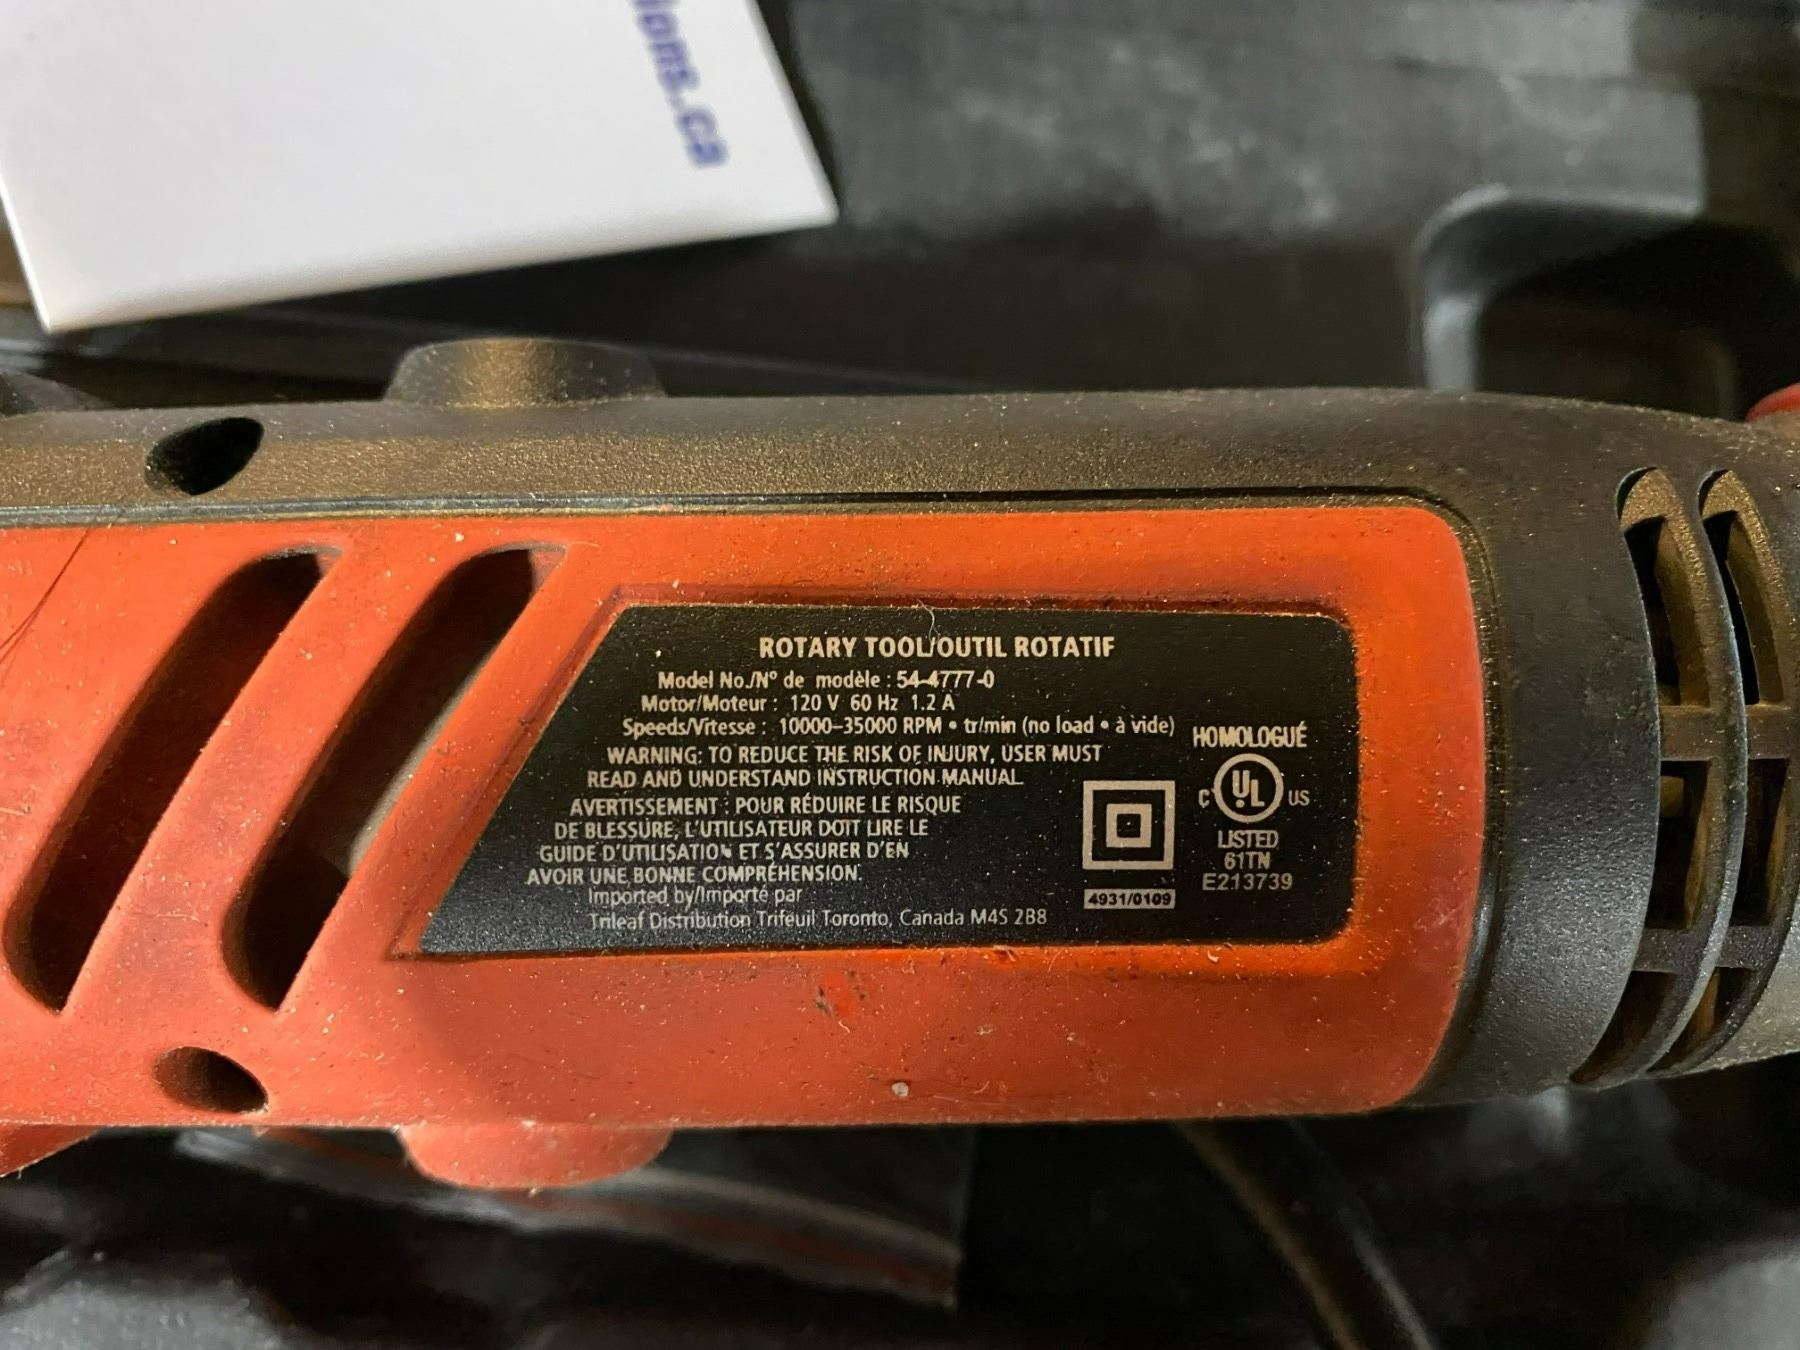 ions.ca
ROTARY TOOL/OUTIL ROTATIF
Model No./Nº de modèle : 54-4777-0
Motor/Moteur : 120 V 60 Hz 1.2 A
Speeds/Vitesse : 10000–35000 RPM • tr/min (no load • à vide)
WARNING: TO REDUCE THE RISK OF INJURY, USER MUST
READ AND UNDERSTAND INSTRUCTION MANUAL.
AVERTISSEMENT : POUR RÉDUIRE LE RISQUE
DE BLESSURE, L'UTILISATEUR DOIT LIRE LE
GUIDE D'UTILISATION ET S'ASSURER D'EN
AVOIR UNE BONNE COMPRÉHENSION.
Imported by/Importé par
Trileaf Distribution Trifeuil Toronto, Canada M4S 2B8
4931/0109
HOMOLOGUÉ
C UL US
LISTED
61TN
E213739